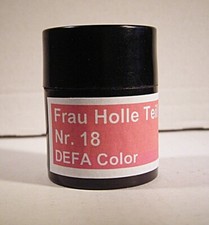 Frau Holle Tei
Nr. 18
DEFA Color